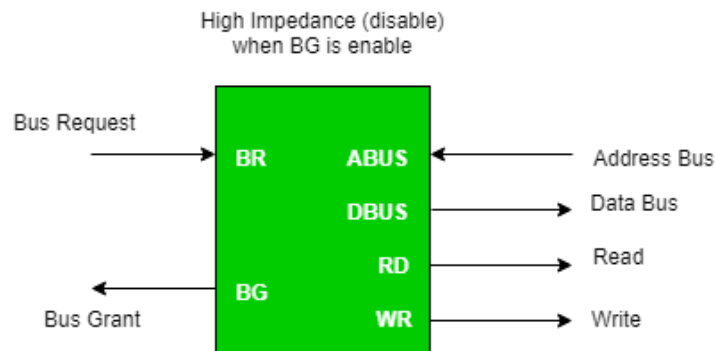 High Impedance (disable)
when BG is enable
Bus Request
BR
ABUS
Address Bus
DBUS
Data Bus
RD
Read
BG
Bus Grant
WR
Write